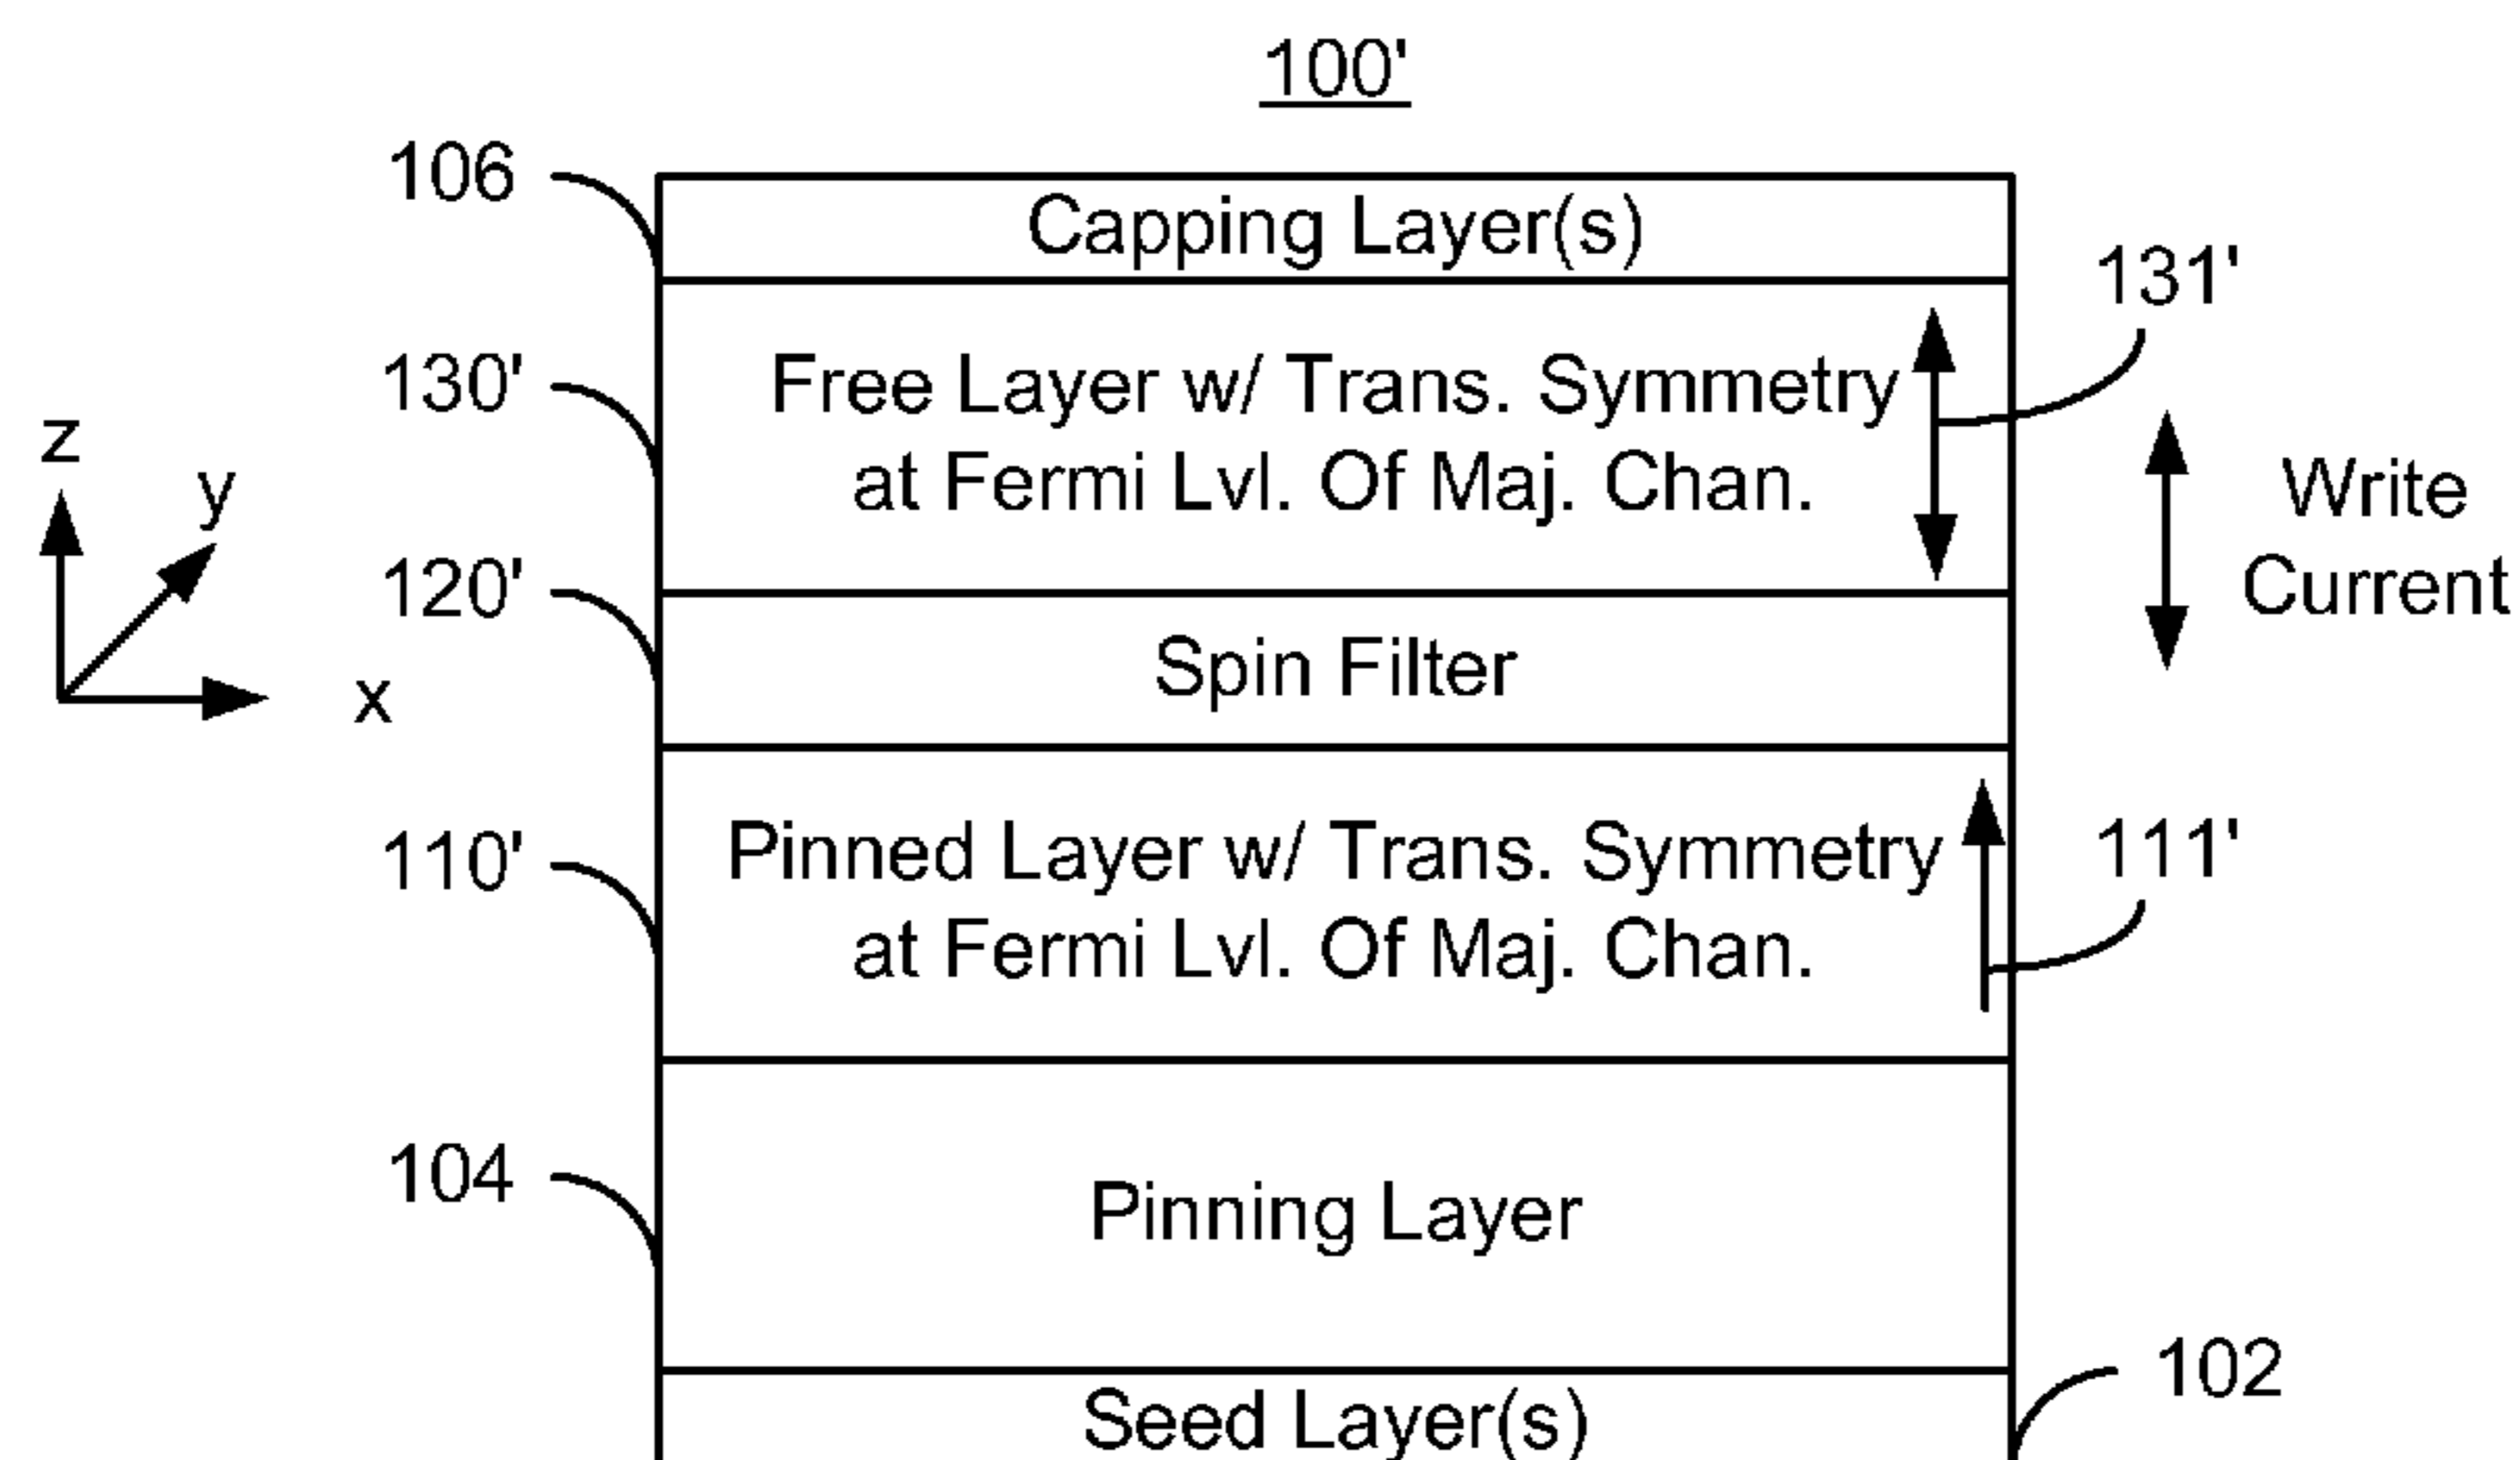 100'
106
Capping Layer(s)
131'
130'
Free Layer w/ Trans. Symmetry
at Fermi Lvl. Of Maj. Chan.
z
y
x
Write
Current
120'
Spin Filter
110'
Pinned Layer w/ Trans. Symmetry
at Fermi Lvl. Of Maj. Chan.
111'
104
Pinning Layer
102
Seed Layer(s)